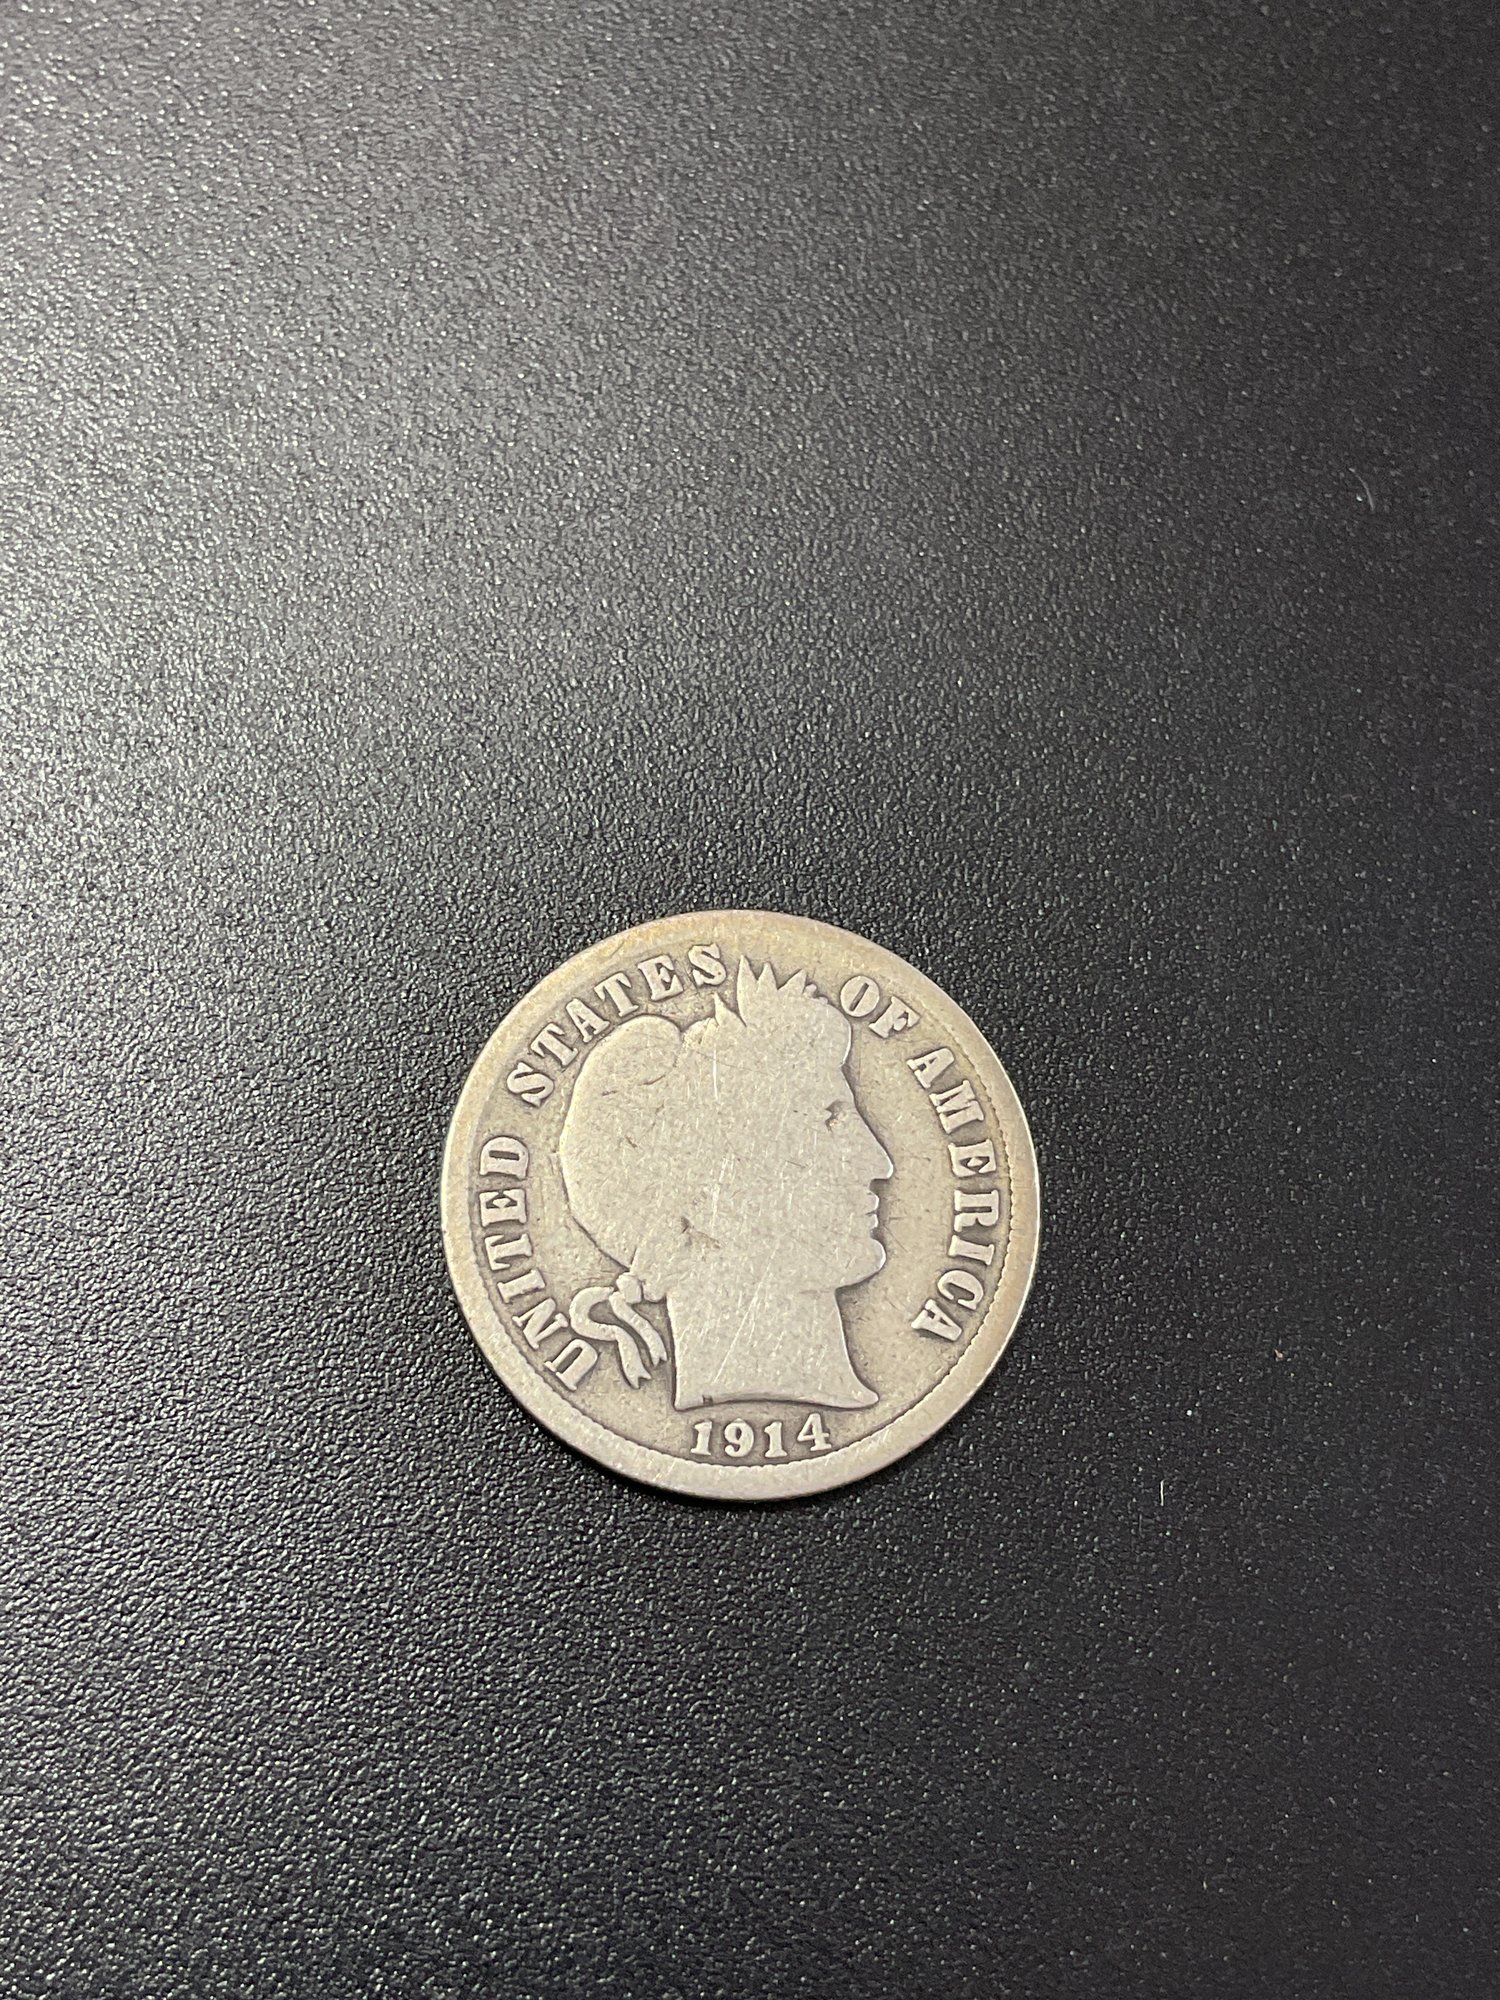 UNITED STATES OF AMERICA
1914